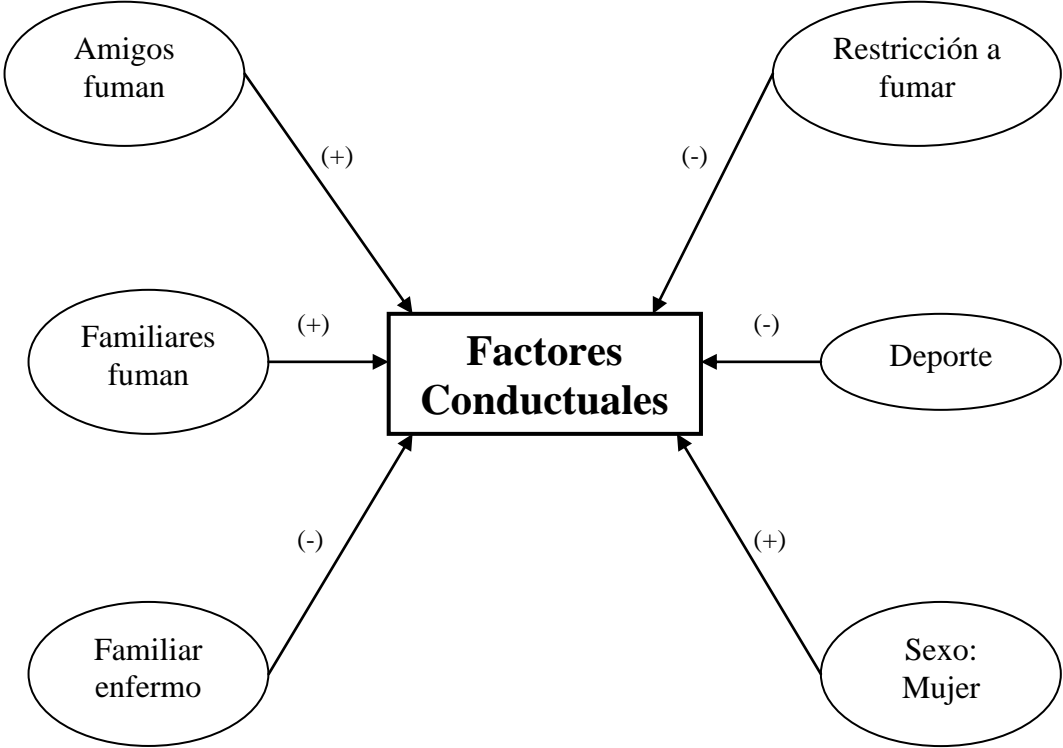 Amigos
fuman
Restricción a
fumar
(+)
(-)
Familiares
fuman
(+)
Factores
Conductuales
(-)
Deporte
(-)
(+)
Familiar
enfermo
Sexo:
Mujer